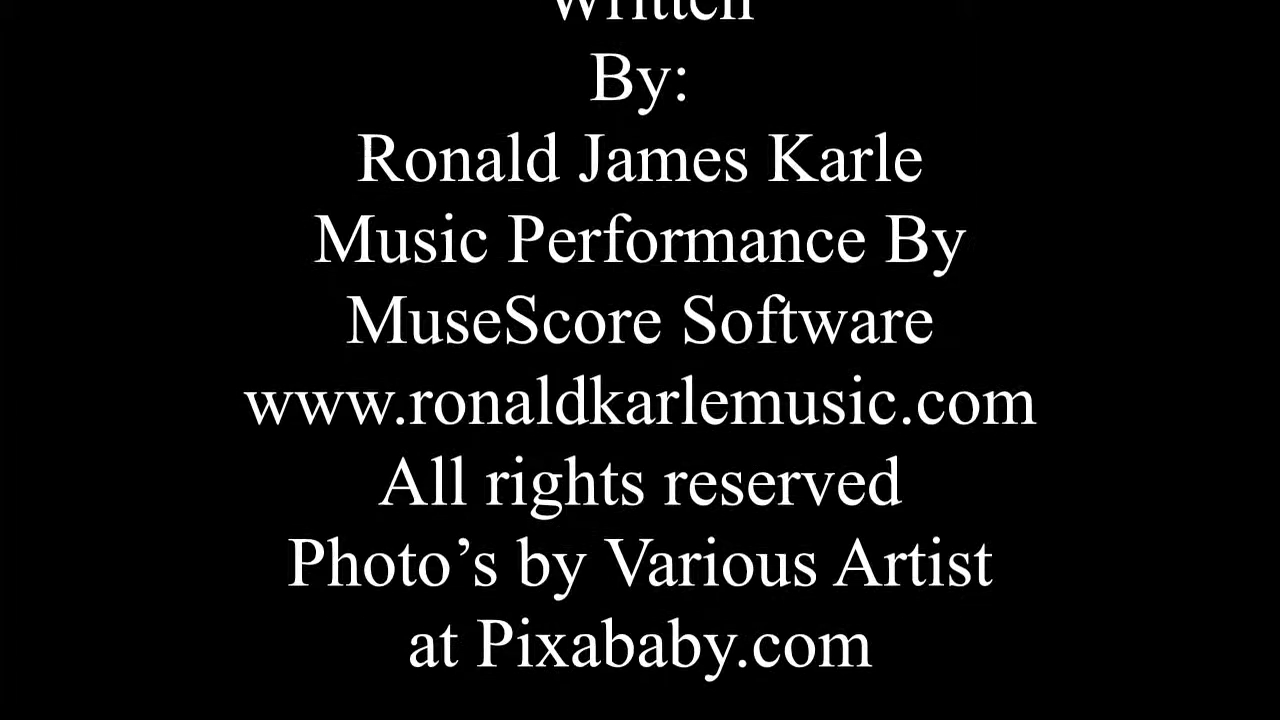 Written
By:
Ronald James Karle
Music Performance By
MuseScore Software
www.ronaldkarlemusic.com
All rights reserved
Photo’s by Various Artist
at Pixababy.com